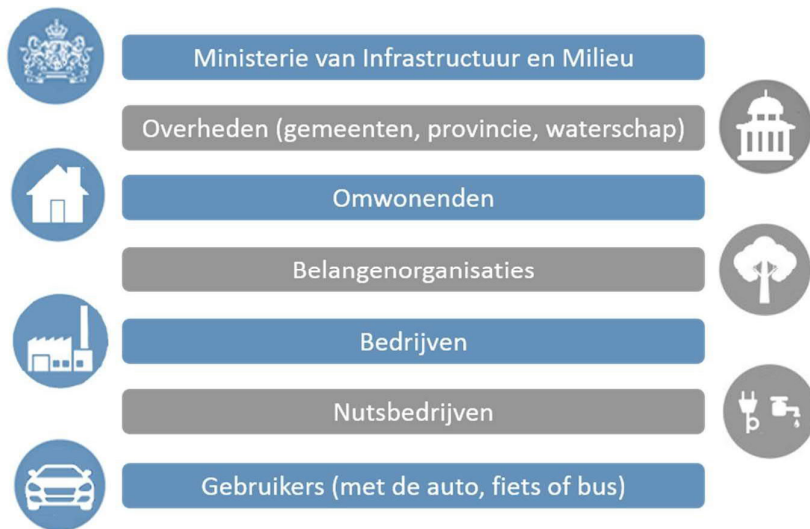 Ministerie van Infrastructuur en Milieu
Overheden (gemeenten, provincie, waterschap)
Omwonenden
Belangenorganisaties
Bedrijven
Nutsbedrijven
Gebruikers (met de auto, fiets of bus)